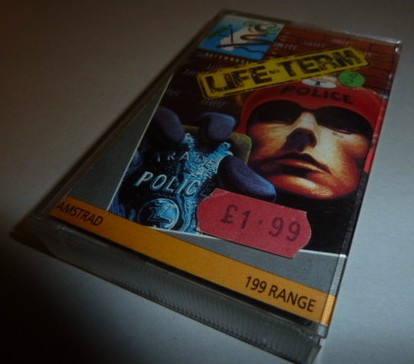 LIFE-TERM
POLICE
POLIC
£1.99
AMSTRAD
199 RANGE